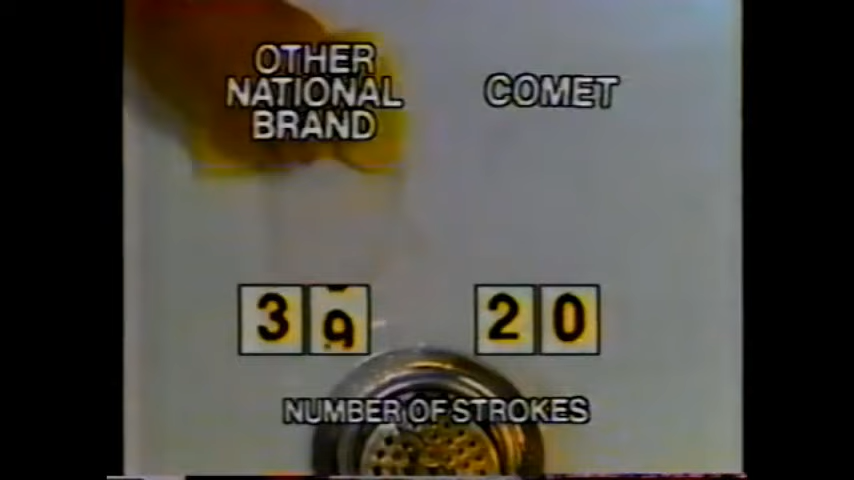 OTHER
NATIONAL
BRAND
COMET
39
20
NUMBER OF STROKES